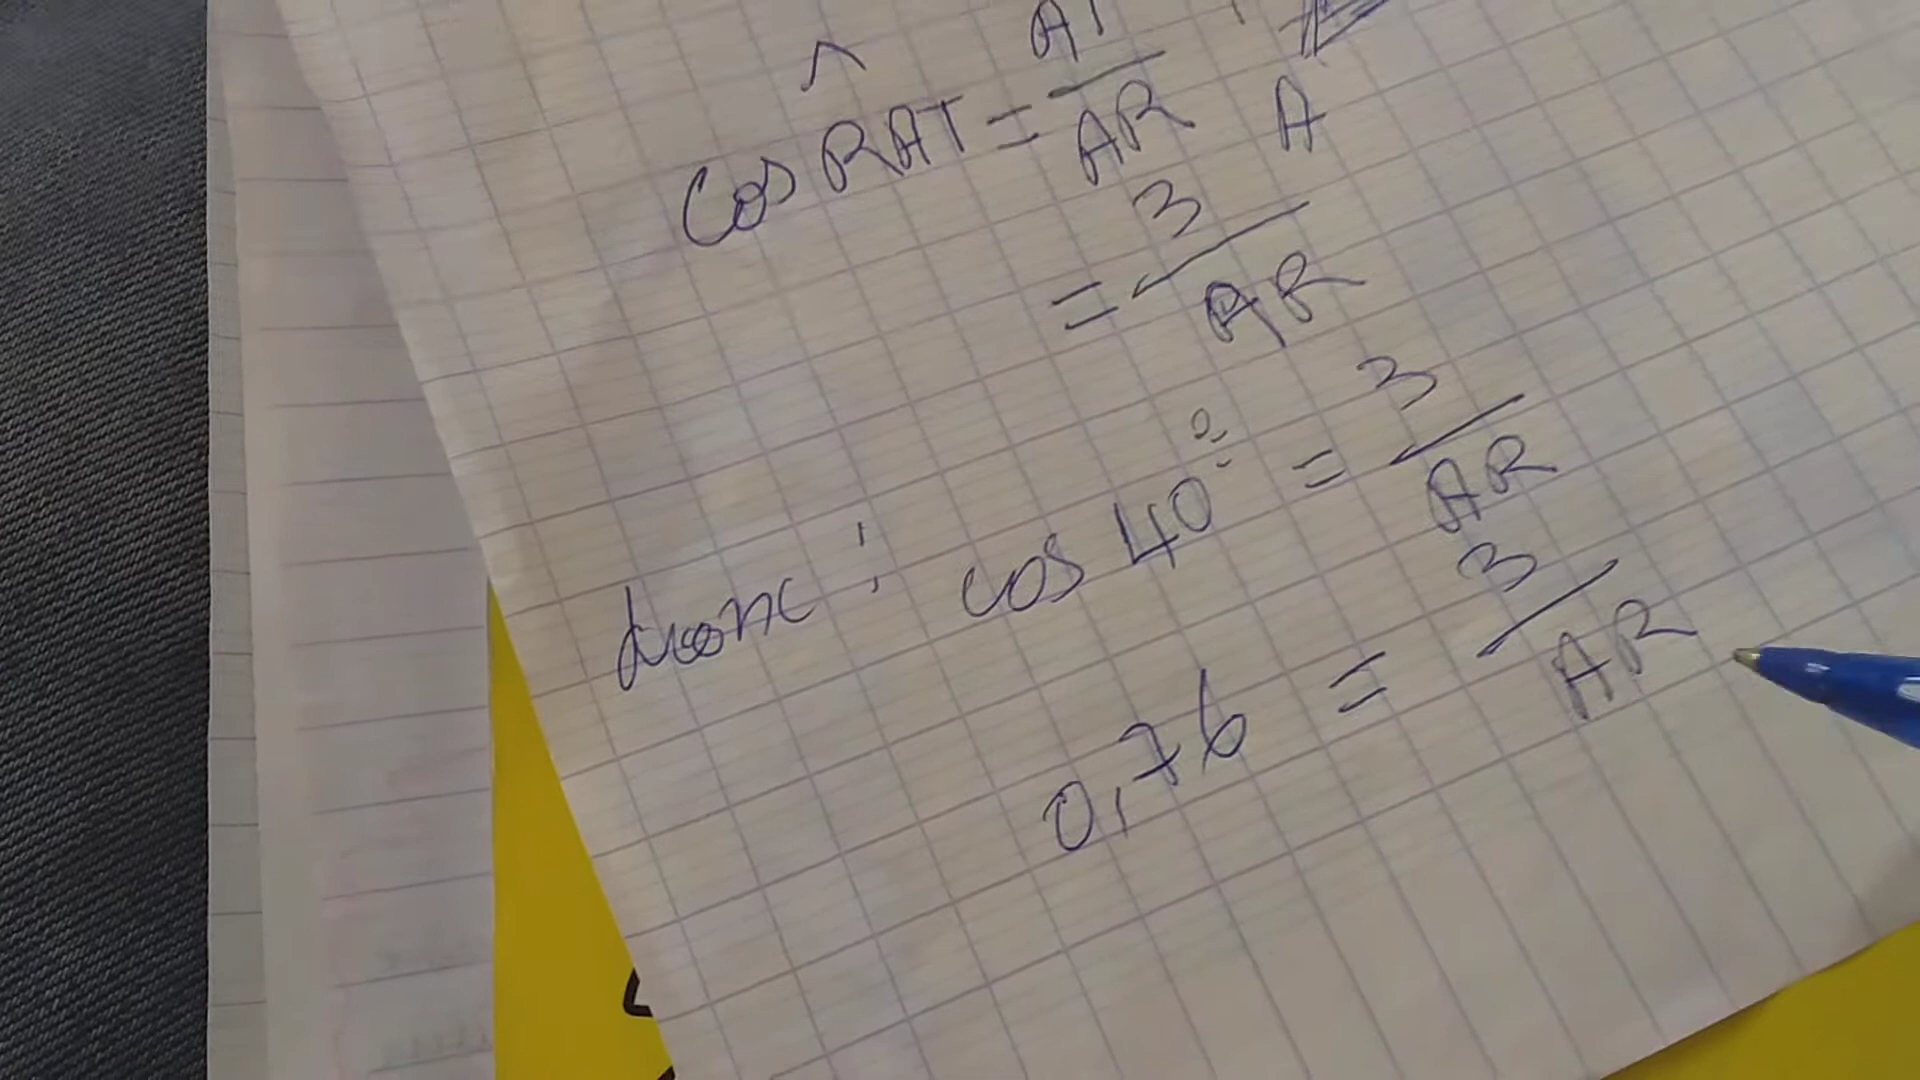 cos RAT̂ = AT / AR
A
= 3 / AR
donc : cos 40° = 3 / AR
0,76 = 3 / AR